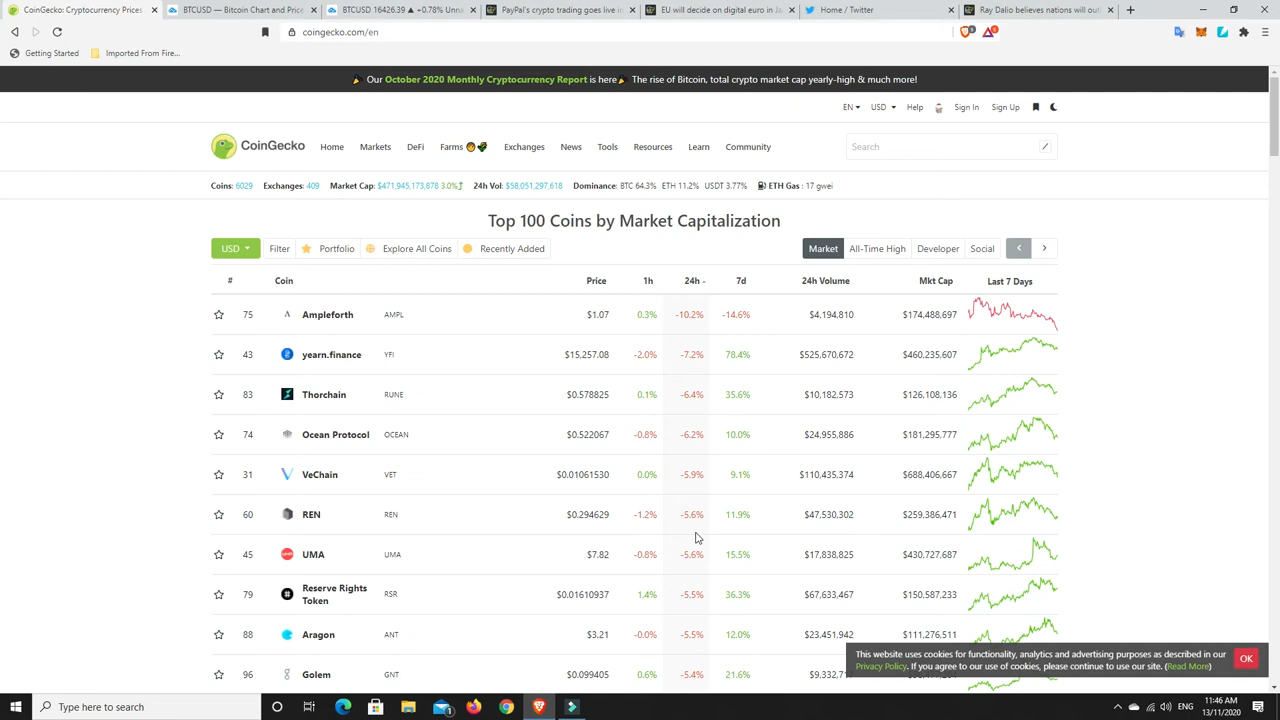 CoinGecko: Cryptocurrency Prices
BTCUSD — Bitcoin Chart and Price
BTCUSD 16426.39 ▲ +0.78% Unna
PayPal's crypto trading goes live in
EU will decide on digital euro in Ja
Home / Twitter
Ray Dalio believes nations will out
coingecko.com/en
Getting Started
Imported From Fire...
Our October 2020 Monthly Cryptocurrency Report is here The rise of Bitcoin, total crypto market cap yearly-high & much more!
EN USD Help Sign In Sign Up
CoinGecko Home Markets DeFi Farms Exchanges News Tools Resources Learn Community Search /
Coins: 6029 Exchanges: 409 Market Cap: $471,945,173,878 3.0% 24h Vol: $58,051,297,618 Dominance: BTC 64.3% ETH 11.2% USDT 3.77% ETH Gas: 17 gwei
Top 100 Coins by Market Capitalization
USD Filter Portfolio Explore All Coins Recently Added Market All-Time High Developer Social < >
# Coin Price 1h 24h 7d 24h Volume Mkt Cap Last 7 Days
75 Ampleforth AMPL $1.07 0.3% -10.2% -14.6% $4,194,810 $174,488,697
43 yearn.finance YFI $15,257.08 -2.0% -7.2% 78.4% $525,670,672 $460,235,607
83 Thorchain RUNE $0.578825 0.1% -6.4% 35.6% $10,182,573 $126,108,136
74 Ocean Protocol OCEAN $0.522067 -0.8% -6.2% 10.0% $24,955,886 $181,295,777
31 VeChain VET $0.01061530 0.0% -5.9% 9.1% $110,435,374 $688,406,667
60 REN REN $0.294629 -1.2% -5.6% 11.9% $47,530,302 $259,386,471
45 UMA UMA $7.82 -0.8% -5.6% 15.5% $17,838,825 $430,727,687
79 Reserve Rights Token RSR $0.01610937 1.4% -5.5% 36.3% $67,633,467 $150,587,233
88 Aragon ANT $3.21 -0.0% -5.5% 12.0% $23,451,942 $111,276,511
96 Golem GNT $0.099405 0.6% -5.4% 21.6%
This website uses cookies for functionality, analytics and advertising purposes as described in our
Privacy Policy. If you agree to our use of cookies, please continue to use our site. (Read More)
OK
Type here to search
ENG
11:46 AM
13/11/2020